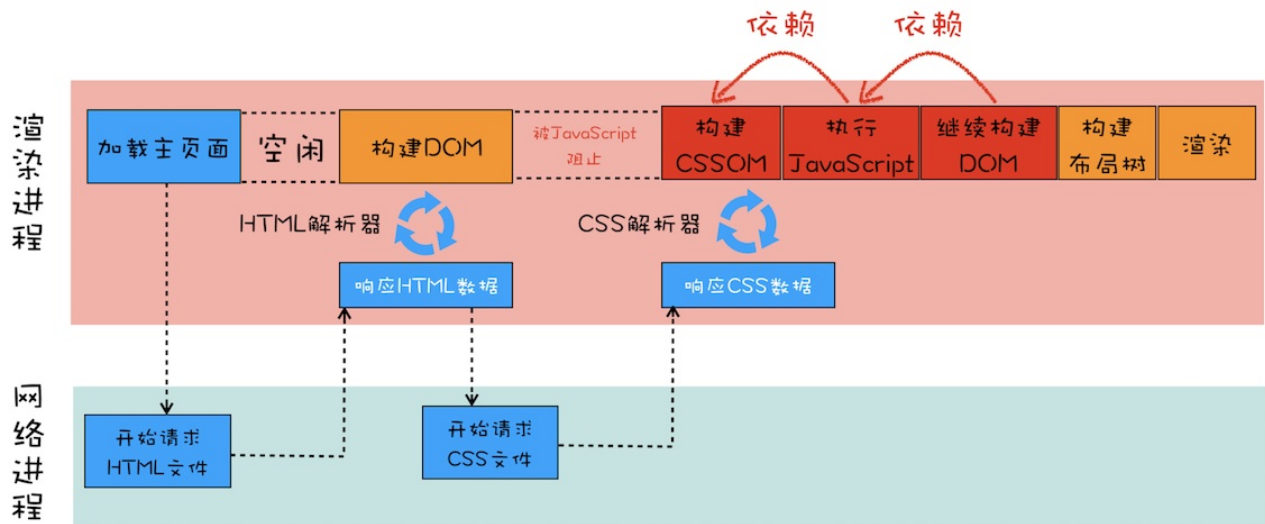 依赖
依赖
渲染进程
加载主页面
空闲
构建DOM
被JavaScript
阻止
构建
CSSOM
执行
JavaScript
继续构建
DOM
构建
布局树
渲染
HTML解析器
CSS解析器
响应HTML数据
响应CSS数据
网络进程
开始请求
HTML文件
开始请求
CSS文件